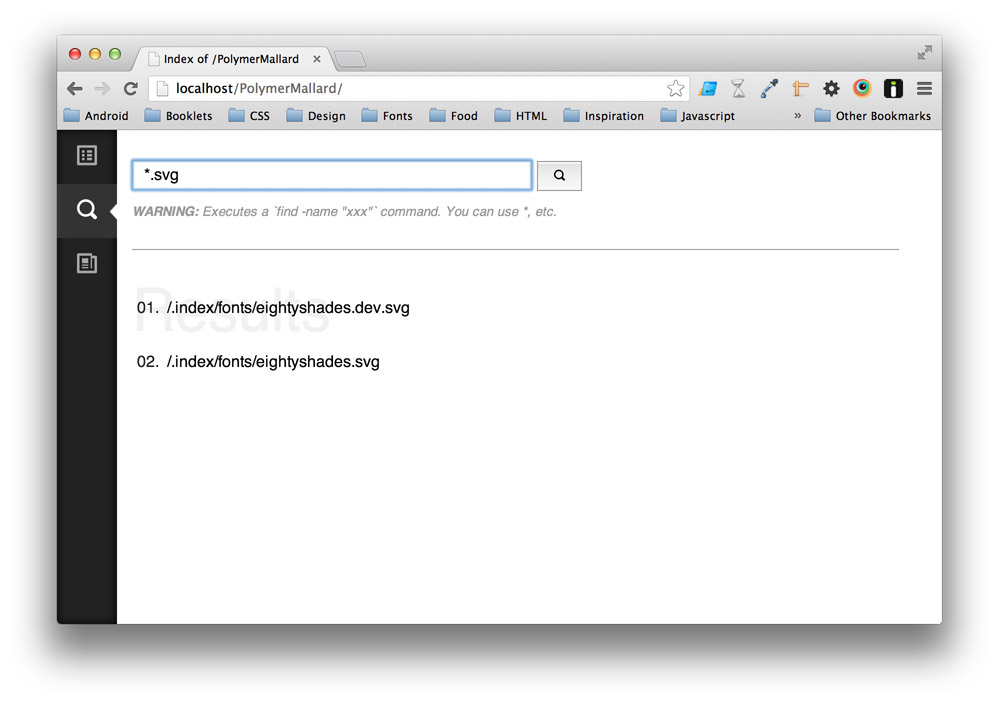 Index of /PolymerMallard
localhost/PolymerMallard/
Android Booklets CSS Design Fonts Food HTML Inspiration Javascript » Other Bookmarks
*.svg
WARNING: Executes a `find -name "xxx"` command. You can use *, etc.
Results
01. /.index/fonts/eightyshades.dev.svg
02. /.index/fonts/eightyshades.svg